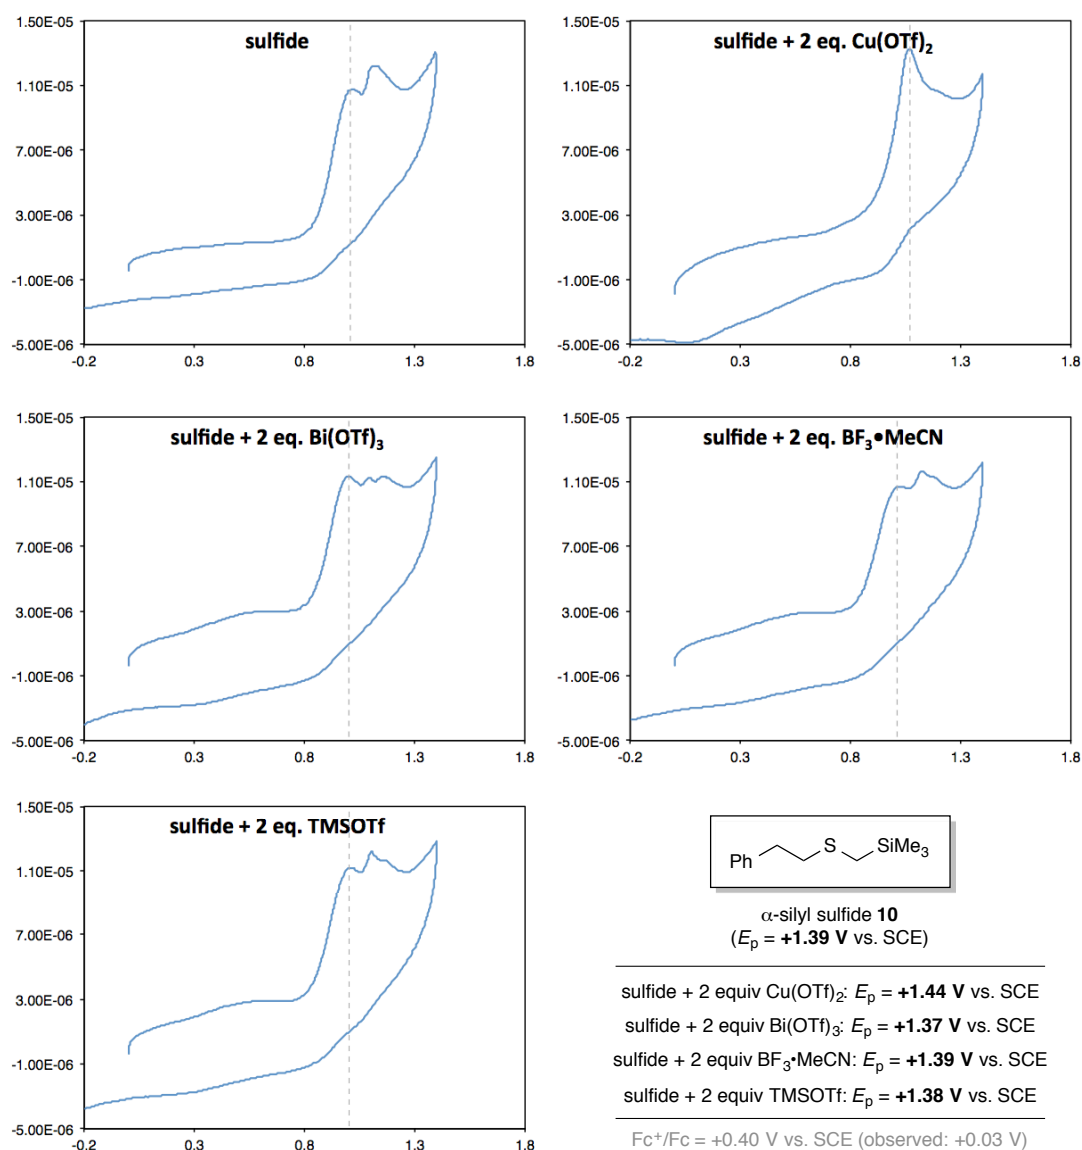 sulfide
1.50E-05
1.10E-05
7.00E-06
3.00E-06
-1.00E-06
-5.00E-06
-0.2 0.3 0.8 1.3 1.8
sulfide + 2 eq. Cu(OTf)₂
1.50E-05
1.10E-05
7.00E-06
3.00E-06
-1.00E-06
-5.00E-06
-0.2 0.3 0.8 1.3 1.8
sulfide + 2 eq. Bi(OTf)₃
1.50E-05
1.10E-05
7.00E-06
3.00E-06
-1.00E-06
-5.00E-06
-0.2 0.3 0.8 1.3 1.8
sulfide + 2 eq. BF₃•MeCN
1.50E-05
1.10E-05
7.00E-06
3.00E-06
-1.00E-06
-5.00E-06
-0.2 0.3 0.8 1.3 1.8
sulfide + 2 eq. TMSOTf
1.50E-05
1.10E-05
7.00E-06
3.00E-06
-1.00E-06
-5.00E-06
-0.2 0.3 0.8 1.3 1.8
Ph S SiMe₃
α-silyl sulfide 10
(Eₚ = +1.39 V vs. SCE)
sulfide + 2 equiv Cu(OTf)₂: Eₚ = +1.44 V vs. SCE
sulfide + 2 equiv Bi(OTf)₃: Eₚ = +1.37 V vs. SCE
sulfide + 2 equiv BF₃•MeCN: Eₚ = +1.39 V vs. SCE
sulfide + 2 equiv TMSOTf: Eₚ = +1.38 V vs. SCE
Fc⁺/Fc = +0.40 V vs. SCE (observed: +0.03 V)